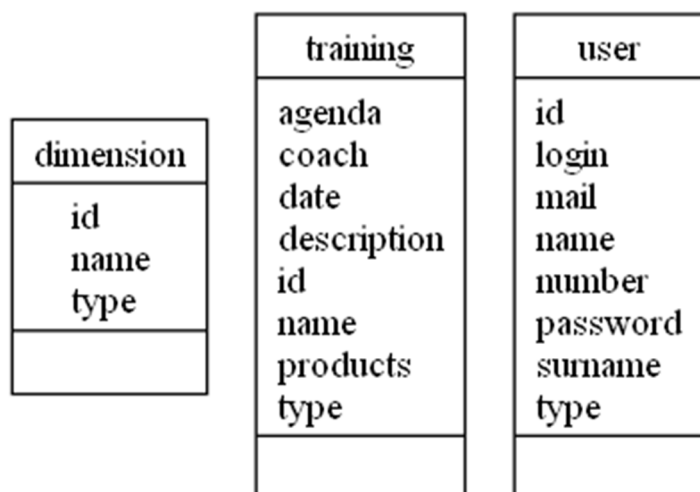 dimension
id
name
type
training
agenda
coach
date
description
id
name
products
type
user
id
login
mail
name
number
password
surname
type